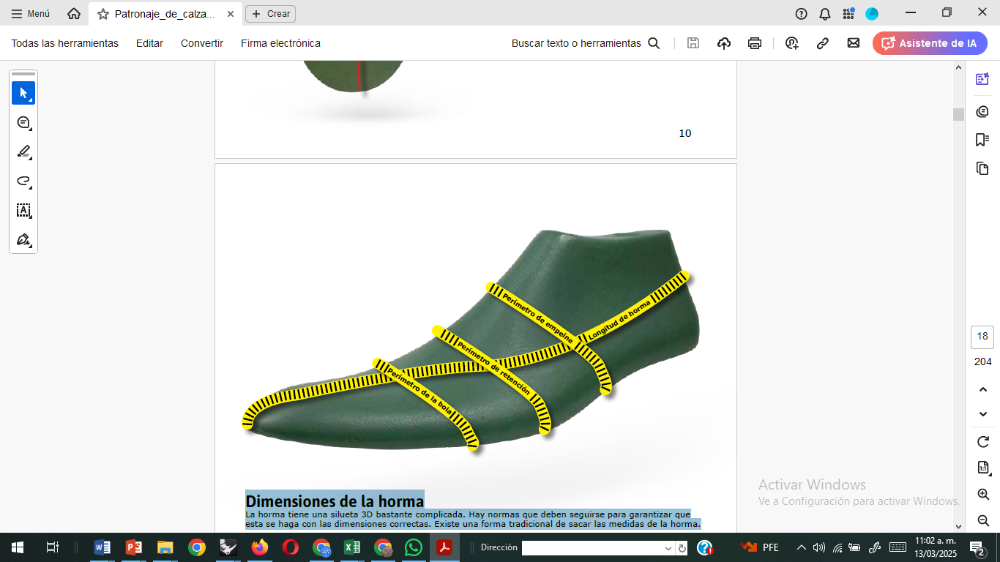 Menú
Patronaje_de_calza...
Crear
Todas las herramientas
Editar
Convertir
Firma electrónica
Buscar texto o herramientas
Asistente de IA
10
Perímetro de empeine
Longitud de horma
Perímetro de retención
Perímetro de la bola
Dimensiones de la horma
La horma tiene una silueta 3D bastante complicada. Hay normas que deben seguirse para garantizar que
esta se haga con las dimensiones correctas. Existe una forma tradicional de sacar las medidas de la horma.
18
204
1:1
Activar Windows
Ve a Configuración para activar Windows.
Dirección
PFE
11:02 a. m.
13/03/2025
2